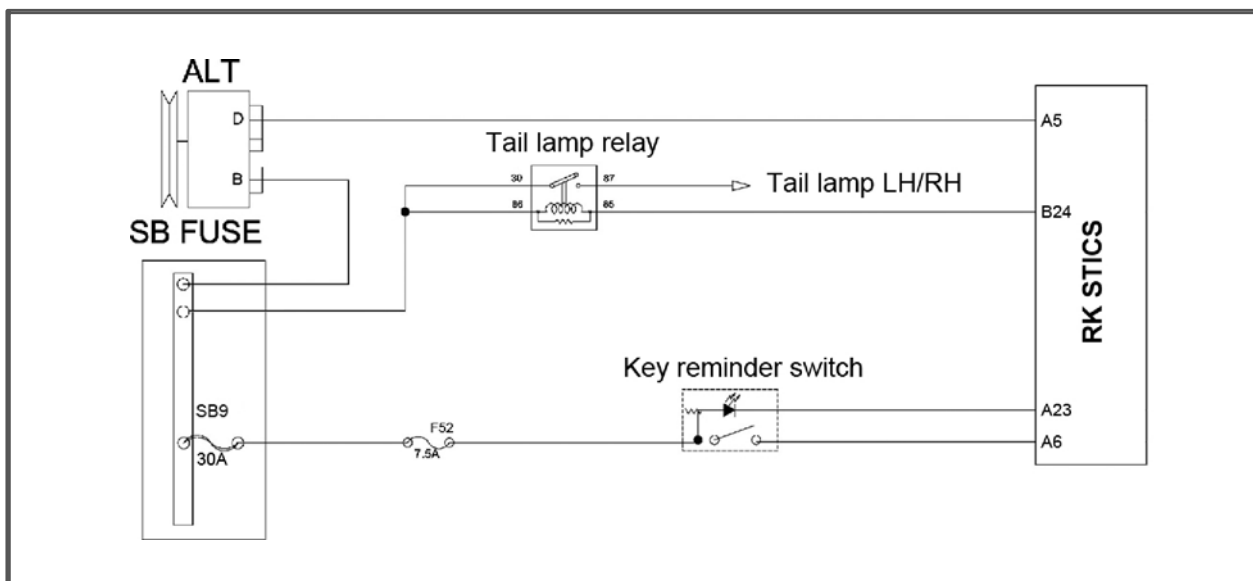 ALT
D
A5
Tail lamp relay
B
30
87
Tail lamp LH/RH
86
85
B24
SB FUSE
RK STICS
Key reminder switch
SB9
A23
F52
A6
30A
7.5A